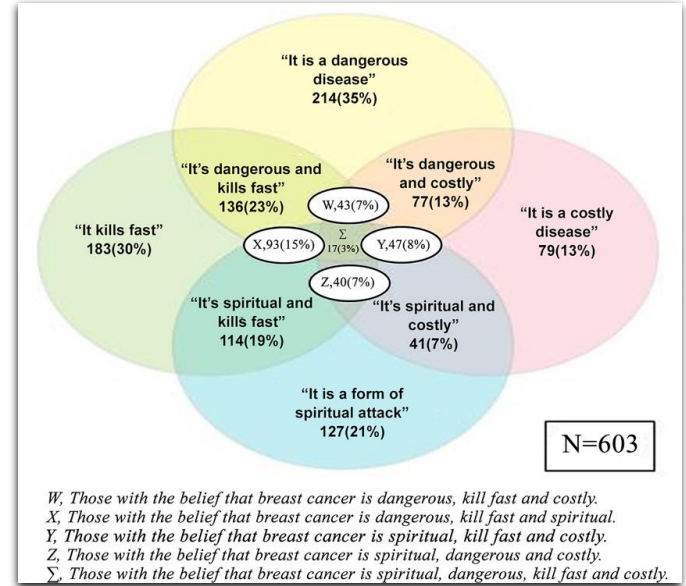 “It is a dangerous
disease”
214(35%)
“It’s dangerous and
kills fast”
136(23%)
“It’s dangerous
and costly”
77(13%)
W,43(7%)
“It kills fast”
183(30%)
X,93(15%)
Σ
17(3%)
Y,47(8%)
“It is a costly
disease”
79(13%)
Z,40(7%)
“It’s spiritual and
kills fast”
114(19%)
“It’s spiritual and
costly”
41(7%)
“It is a form of
spiritual attack”
127(21%)
N=603
W, Those with the belief that breast cancer is dangerous, kill fast and costly.
X, Those with the belief that breast cancer is dangerous, kill fast and spiritual.
Y, Those with the belief that breast cancer is spiritual, kill fast and costly.
Z, Those with the belief that breast cancer is spiritual, dangerous and costly.
Σ, Those with the belief that breast cancer is spiritual, dangerous, kill fast and costly.